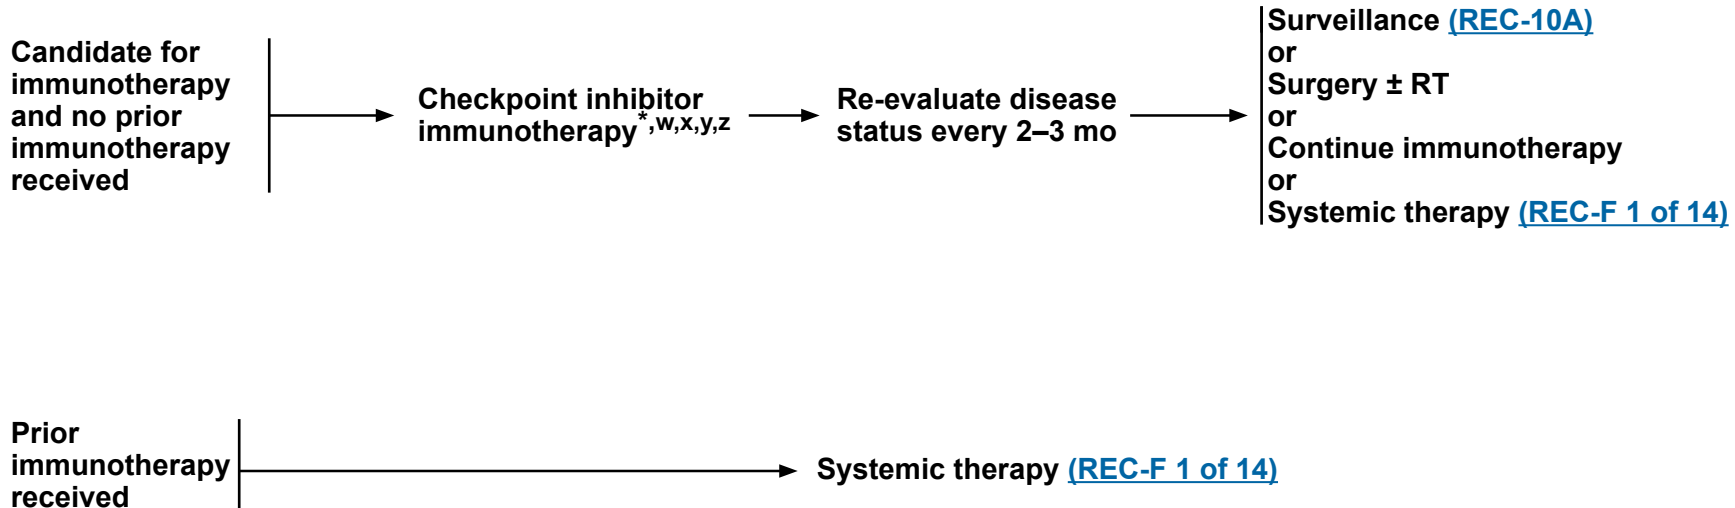 Candidate for
immunotherapy
and no prior
immunotherapy
received
Checkpoint inhibitor
immunotherapy*,w,x,y,z
Re-evaluate disease
status every 2–3 mo
Surveillance (REC-10A)
or
Surgery ± RT
or
Continue immunotherapy
or
Systemic therapy (REC-F 1 of 14)
Prior
immunotherapy
received
Systemic therapy (REC-F 1 of 14)